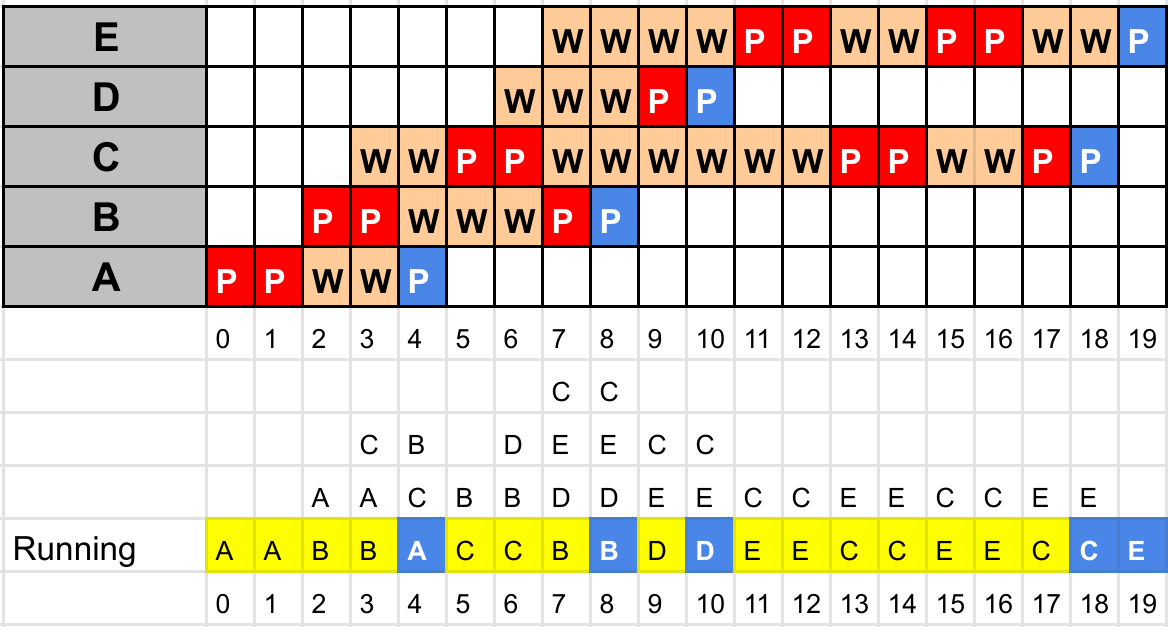 E W W W W P P W W P P W W P
D W W W P P
C W W P P W W W W W W P P W W P P
B P P W W W P P
A P P W W P
0 1 2 3 4 5 6 7 8 9 10 11 12 13 14 15 16 17 18 19
C C
C B D E E C C
A A C B B D D E E C C E E C C E E
Running A A B B A C C B B D D E E C C E E C C E
0 1 2 3 4 5 6 7 8 9 10 11 12 13 14 15 16 17 18 19